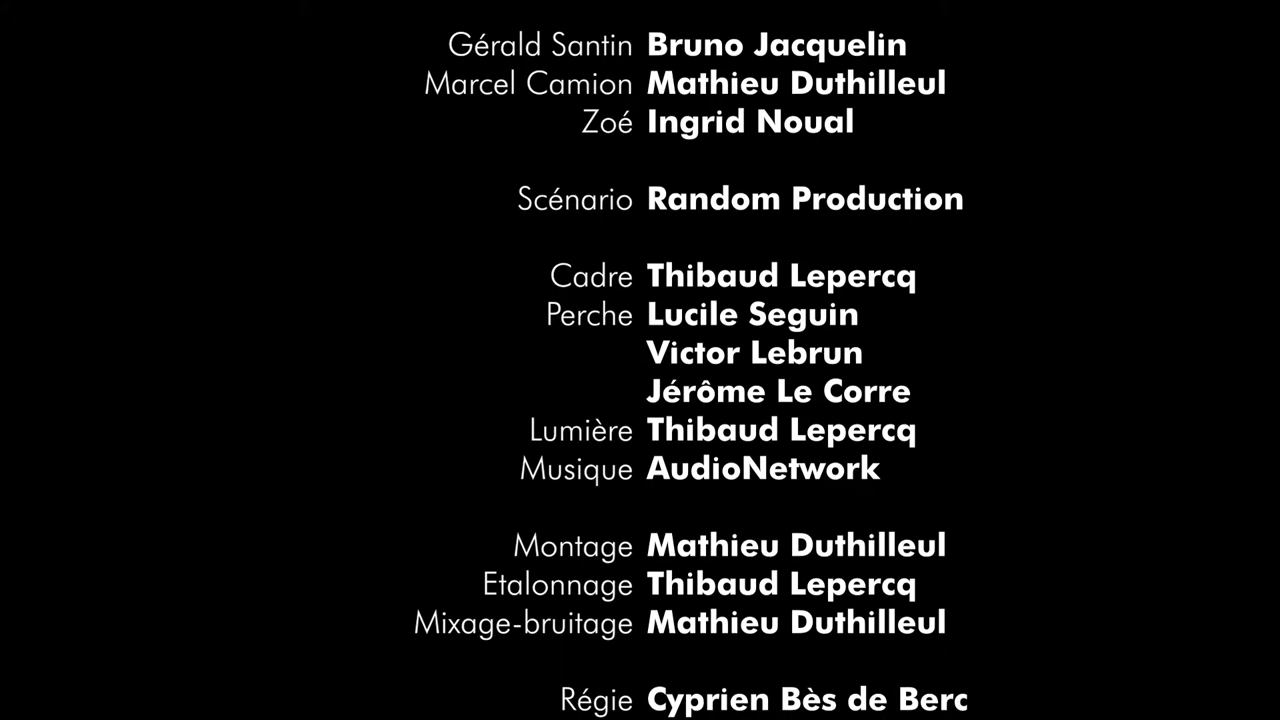 Gérald Santin Bruno Jacquelin
Marcel Camion Mathieu Duthilleul
Zoé Ingrid Noual
Scénario Random Production
Cadre Thibaud Lepercq
Perche Lucile Seguin
Victor Lebrun
Jérôme Le Corre
Lumière Thibaud Lepercq
Musique AudioNetwork
Montage Mathieu Duthilleul
Etalonnage Thibaud Lepercq
Mixage-bruitage Mathieu Duthilleul
Régie Cyprien Bès de Berc